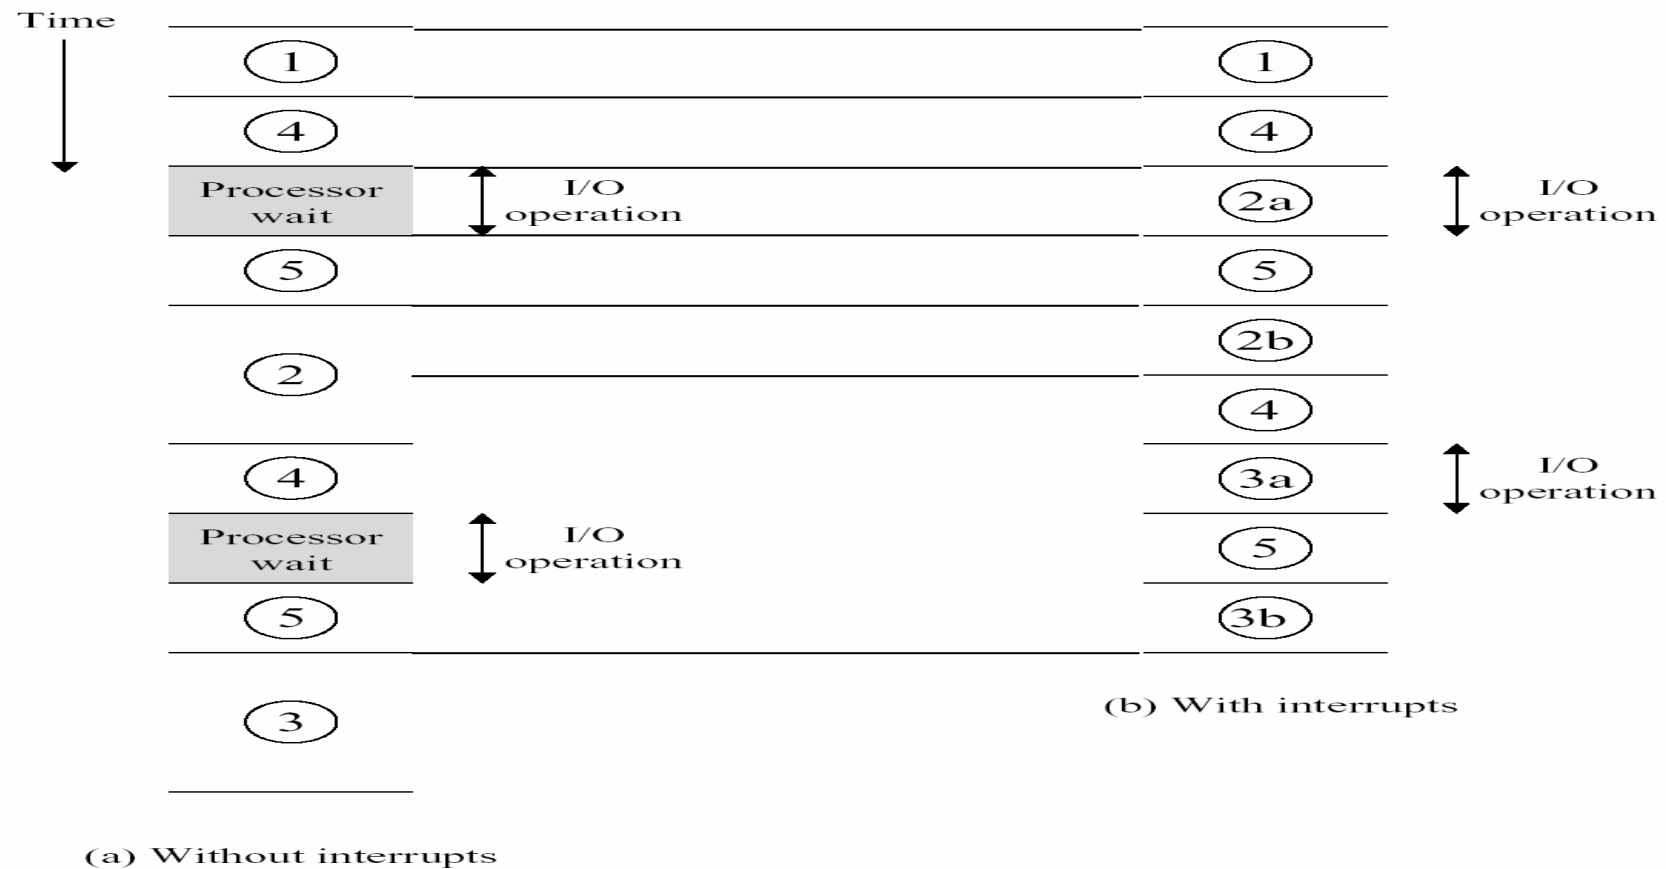 Time
1
4
Processor
wait
I/O
operation
5
2
4
Processor
wait
I/O
operation
5
3
(a) Without interrupts
1
4
2a
I/O
operation
5
2b
4
3a
I/O
operation
5
3b
(b) With interrupts